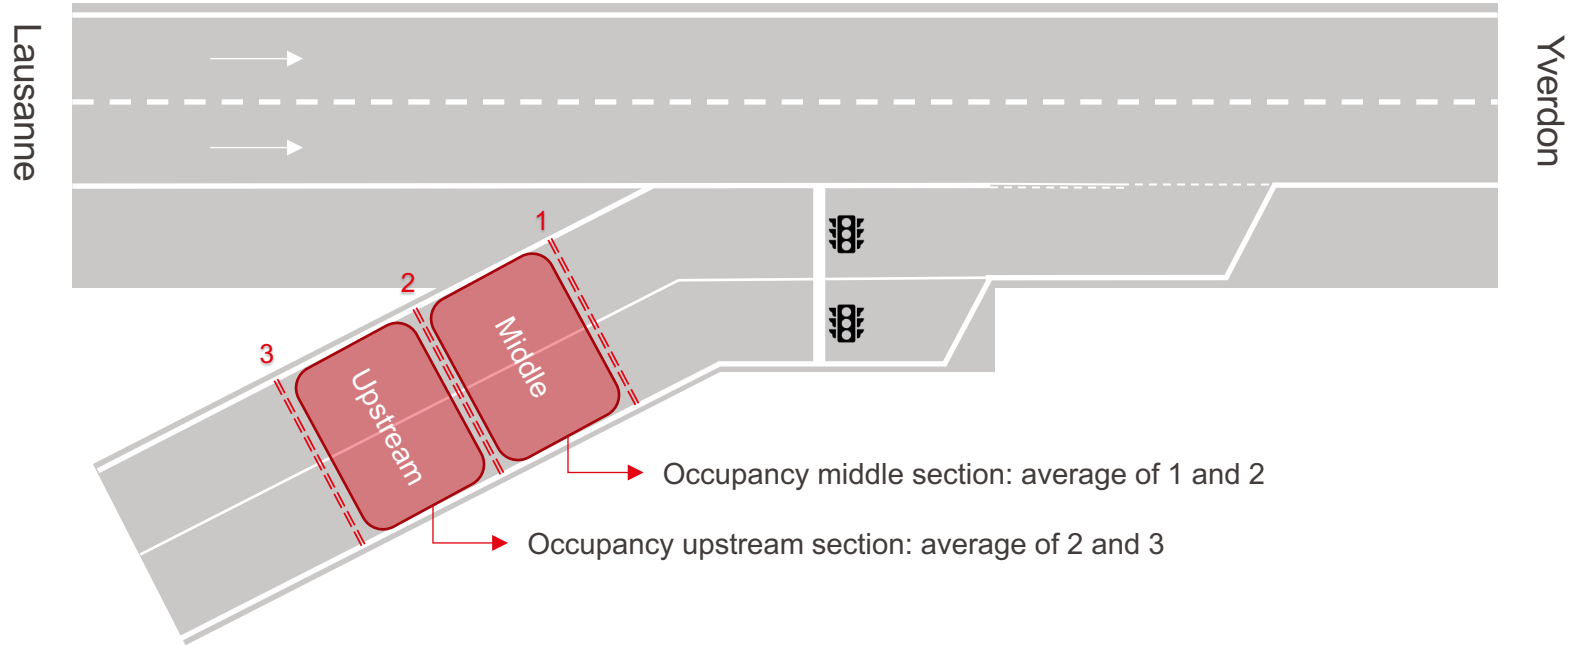 Lausanne
Yverdon
1
2
3
Middle
Upstream
Occupancy middle section: average of 1 and 2
Occupancy upstream section: average of 2 and 3